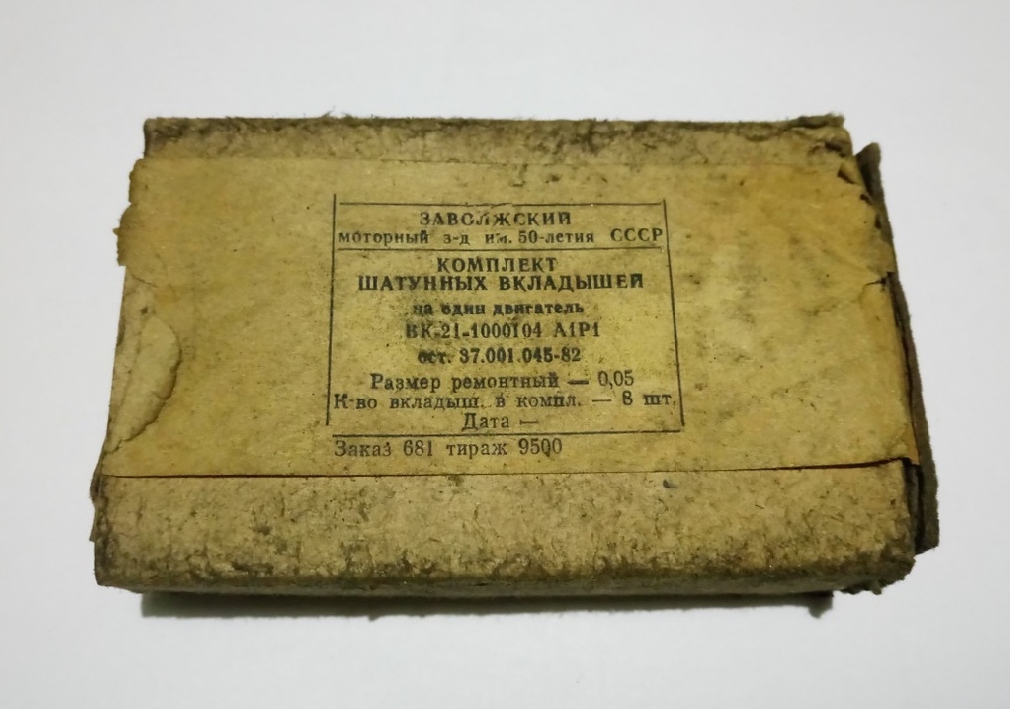 ЗАВОЛЖСКИЙ
моторный з-д им. 50-летия СССР
КОМПЛЕКТ
ШАТУННЫХ ВКЛАДЫШЕЙ
на один двигатель
ВК-21-1000104 А1Р1
ост. 37.001.045-82
Размер ремонтный — 0,05
К-во вкладыш. в компл. — 8 шт.
Дата —
Заказ 681 тираж 9500